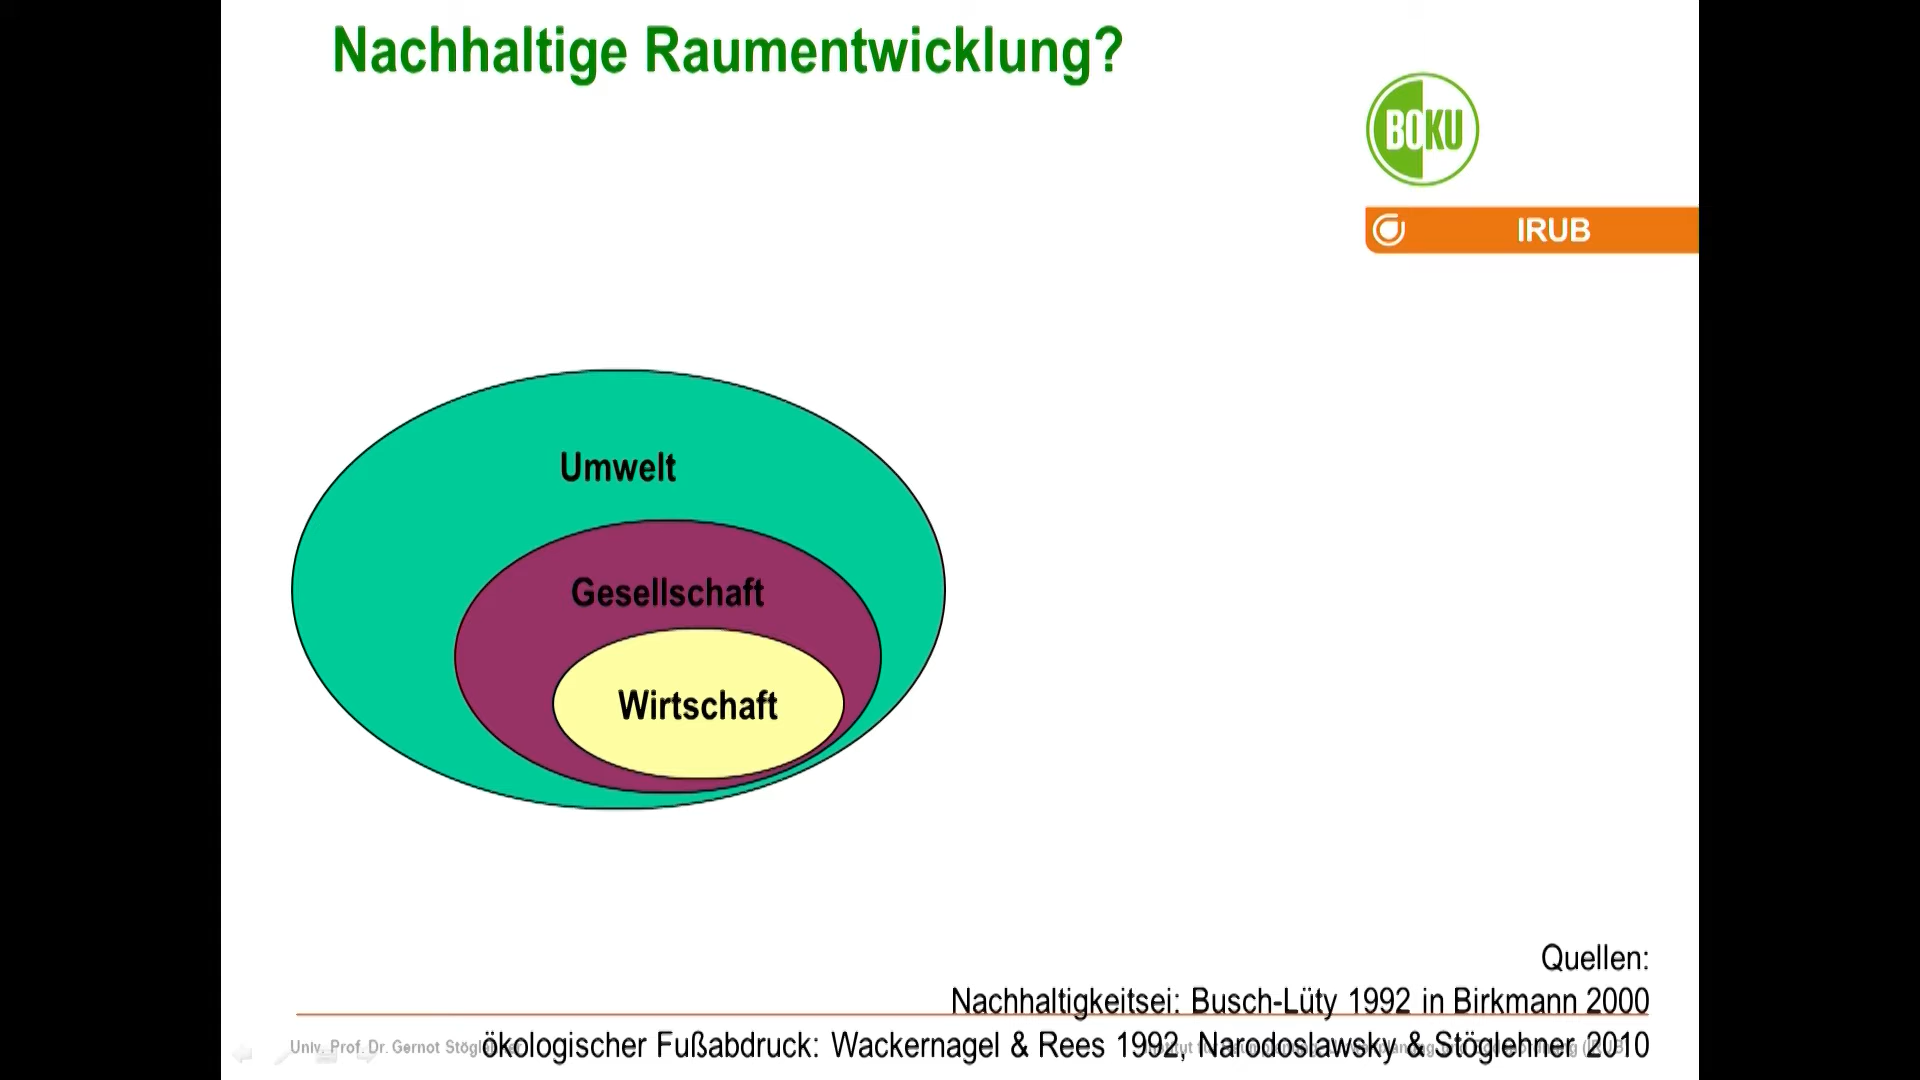 Nachhaltige Raumentwicklung?
BOKU
IRUB
Umwelt
Gesellschaft
Wirtschaft
Quellen:
Nachhaltigkeitsei: Busch-Lüty 1992 in Birkmann 2000
ökologischer Fußabdruck: Wackernagel & Rees 1992, Narodoslawsky & Stöglehner 2010
Univ. Prof. Dr. Gernot